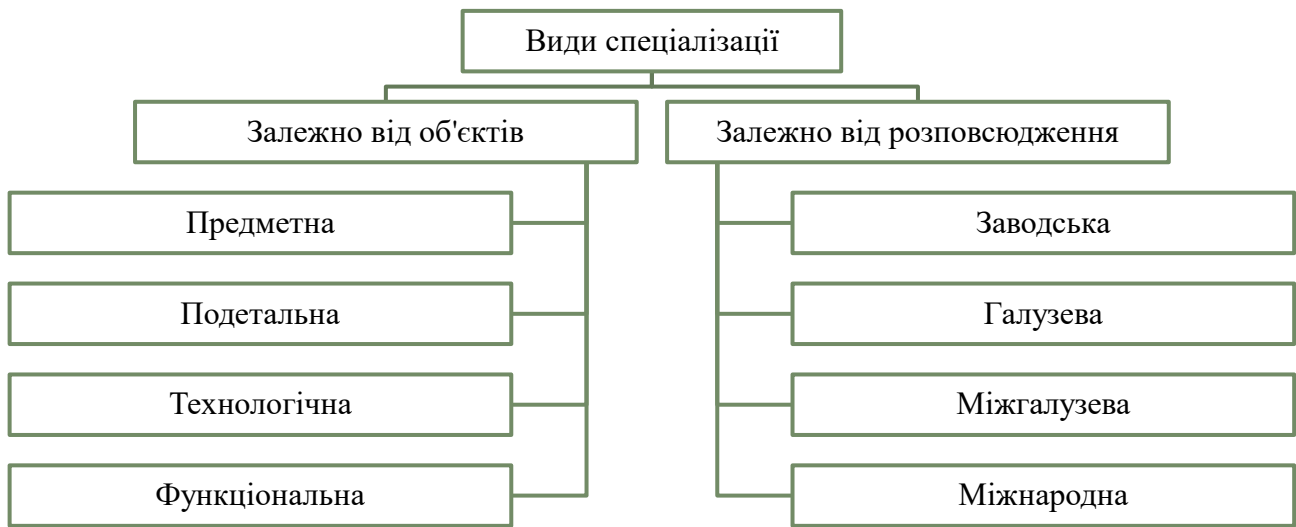 Види спеціалізації
Залежно від об'єктів
Предметна
Подетальна
Технологічна
Функціональна
Залежно від розповсюдження
Заводська
Галузева
Міжгалузева
Міжнародна